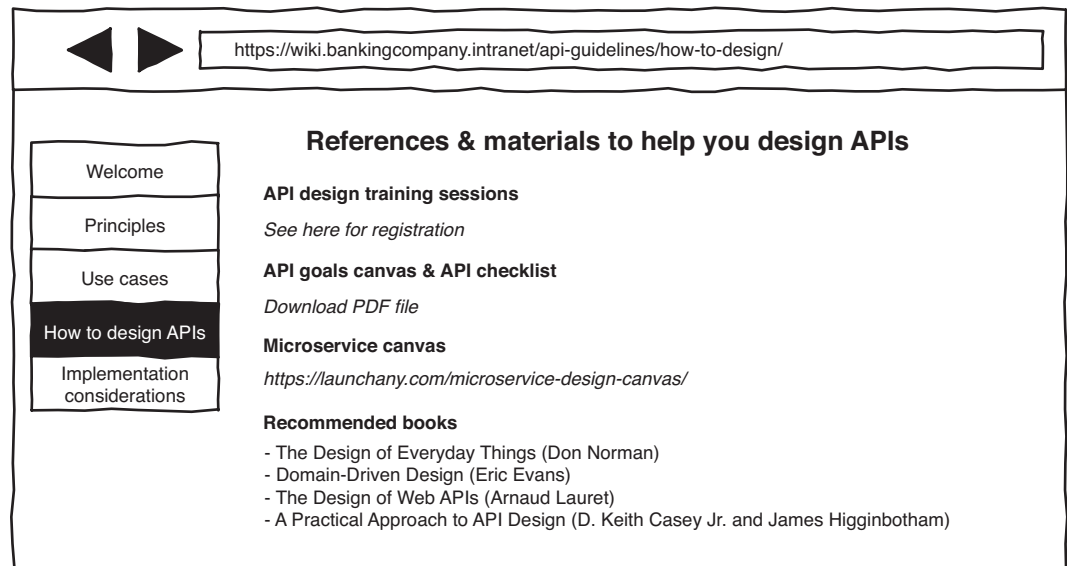 https://wiki.bankingcompany.intranet/api-guidelines/how-to-design/
Welcome
Principles
Use cases
How to design APIs
Implementation
considerations
References & materials to help you design APIs
API design training sessions
See here for registration
API goals canvas & API checklist
Download PDF file
Microservice canvas
https://launchany.com/microservice-design-canvas/
Recommended books
- The Design of Everyday Things (Don Norman)
- Domain-Driven Design (Eric Evans)
- The Design of Web APIs (Arnaud Lauret)
- A Practical Approach to API Design (D. Keith Casey Jr. and James Higginbotham)